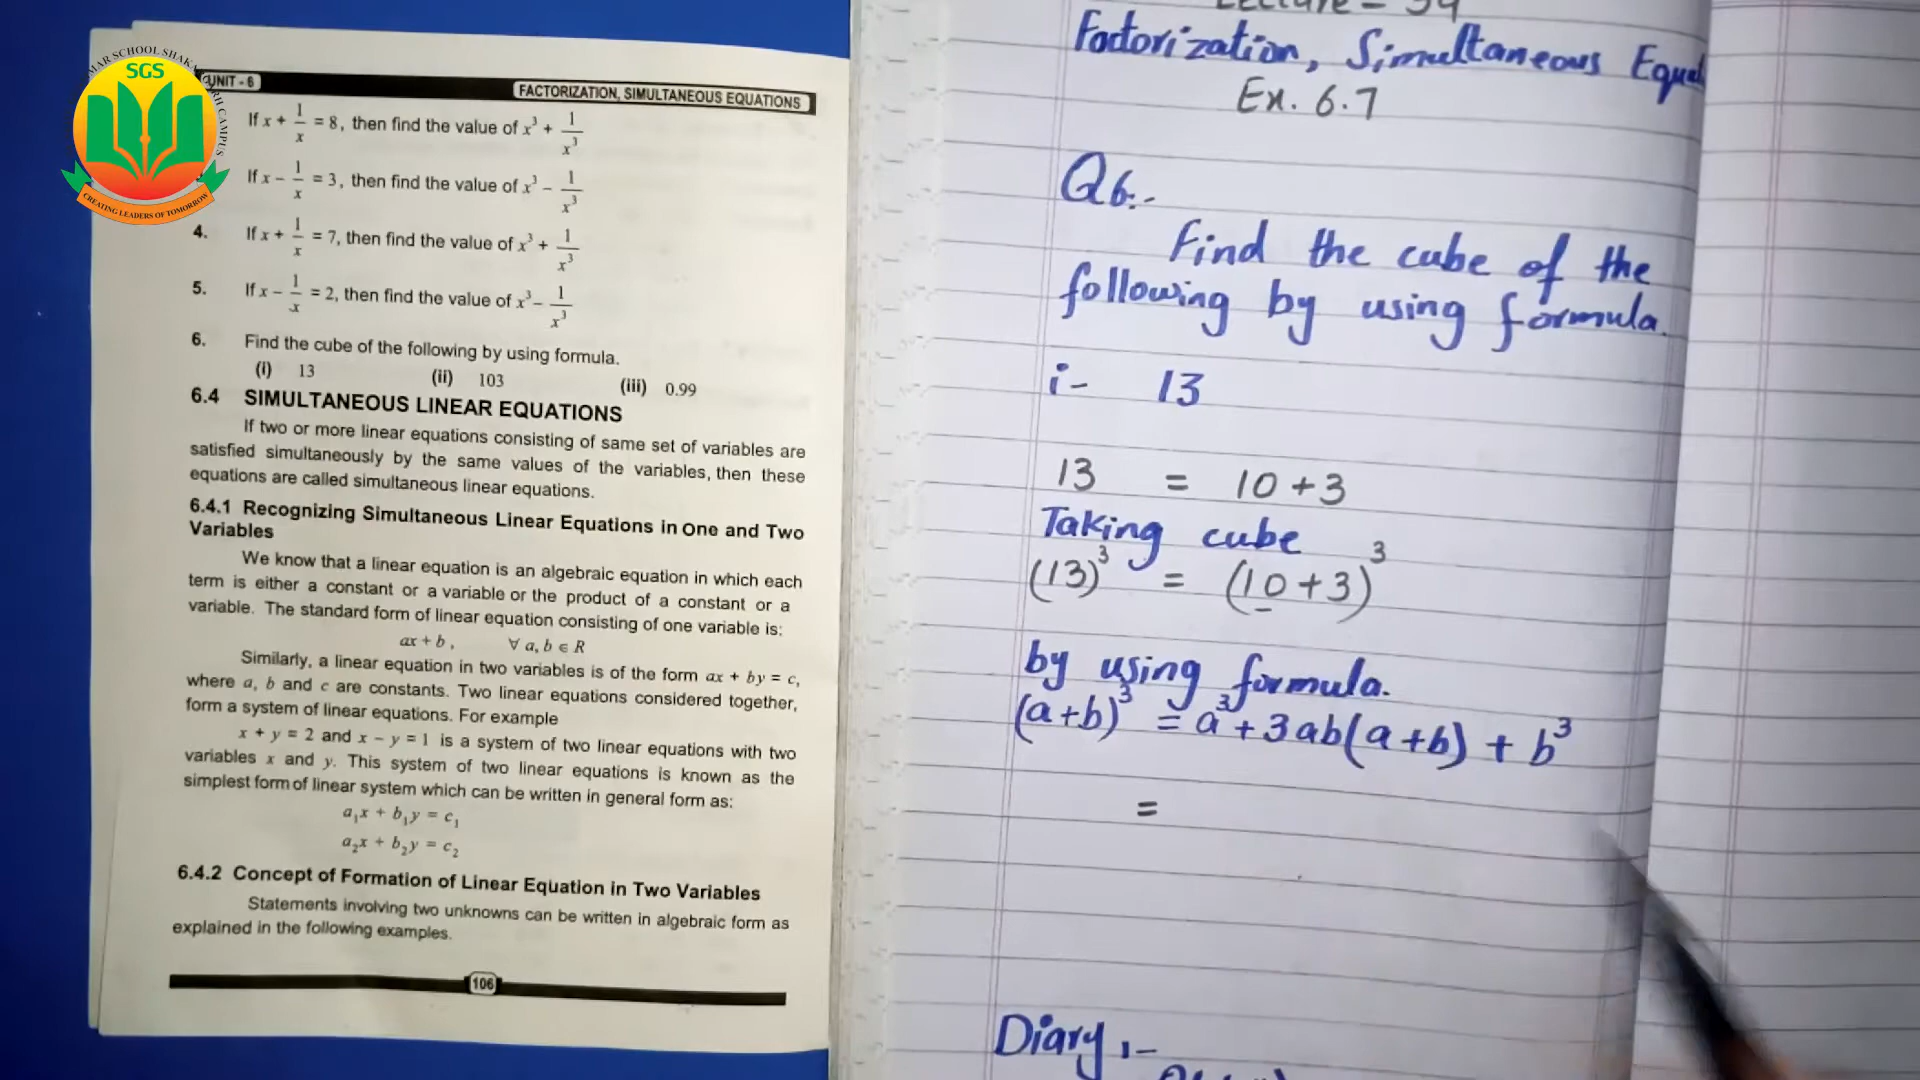 SGS
CREATING LEADERS OF TOMORROW
UNIT - 6
FACTORIZATION, SIMULTANEOUS EQUATIONS
If x + 1/x = 8, then find the value of x³ + 1/x³
If x − 1/x = 3, then find the value of x³ − 1/x³
4. If x + 1/x = 7, then find the value of x³ + 1/x³
5. If x − 1/x = 2, then find the value of x³ − 1/x³
6. Find the cube of the following by using formula.
(i) 13 (ii) 103 (iii) 0.99
6.4 SIMULTANEOUS LINEAR EQUATIONS
If two or more linear equations consisting of same set of variables are
satisfied simultaneously by the same values of the variables, then these
equations are called simultaneous linear equations.
6.4.1 Recognizing Simultaneous Linear Equations in One and Two
Variables
We know that a linear equation is an algebraic equation in which each
term is either a constant or a variable or the product of a constant or a
variable. The standard form of linear equation consisting of one variable is:
ax + b , ∀ a, b ∈ R
Similarly, a linear equation in two variables is of the form ax + by = c,
where a, b and c are constants. Two linear equations considered together,
form a system of linear equations. For example
x + y = 2 and x − y = 1 is a system of two linear equations with two
variables x and y. This system of two linear equations is known as the
simplest form of linear system which can be written in general form as:
a₁x + b₁y = c₁
a₂x + b₂y = c₂
6.4.2 Concept of Formation of Linear Equation in Two Variables
Statements involving two unknowns can be written in algebraic form as
explained in the following examples.
106
Factorization, Simultaneous
Ex. 6.7
Q6:-
Find the cube of the
following by using formula.
i- 13
13 = 10 + 3
Taking cube
(13)³ = (10 + 3)³
by using formula.
(a+b)³ = a³ + 3ab(a+b) + b³
=
Diary :-